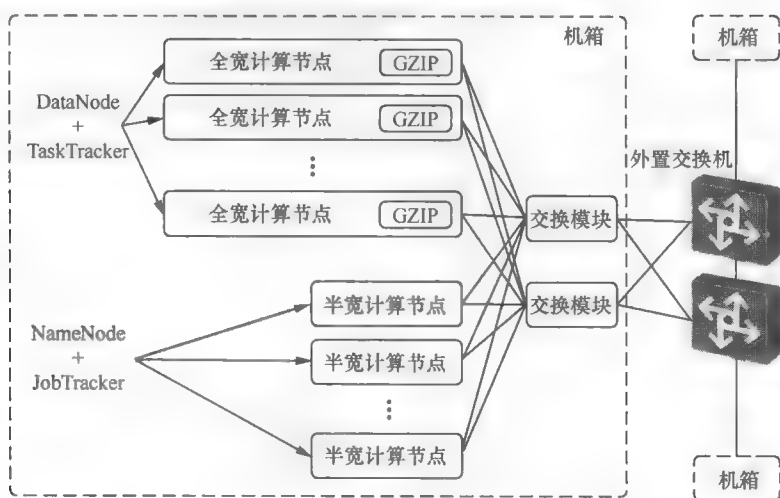 机箱
机箱
全宽计算节点 GZIP
DataNode
+
TaskTracker
全宽计算节点 GZIP
外置交换机
全宽计算节点 GZIP
交换模块
半宽计算节点
交换模块
NameNode
+
JobTracker
半宽计算节点
半宽计算节点
机箱